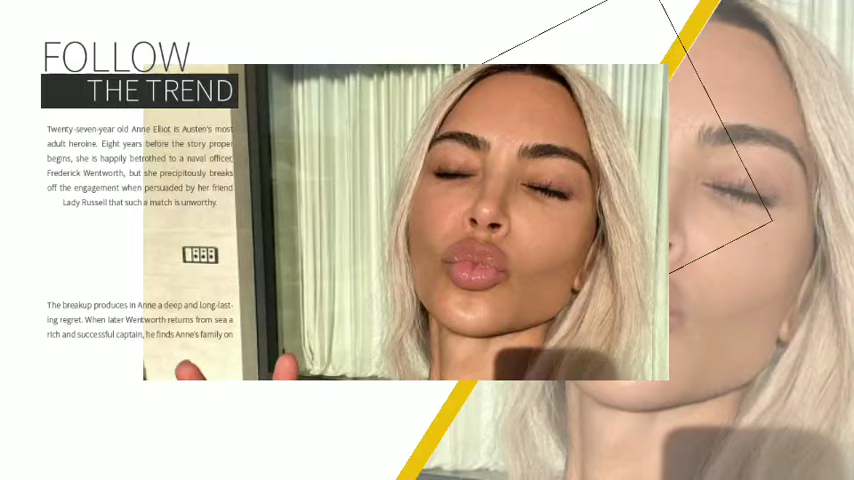 FOLLOW
THE TREND
Twenty-seven-year old Anne Elliot is Austen's most
adult heroine. Eight years before the story proper
begins, she is happily betrothed to a naval officer,
Frederick Wentworth, but she precipitously breaks
off the engagement when persuaded by her friend
Lady Russell that such a match is unworthy.
The breakup produces in Anne a deep and long-last-
ing regret. When later Wentworth returns from sea a
rich and successful captain, he finds Anne's family on